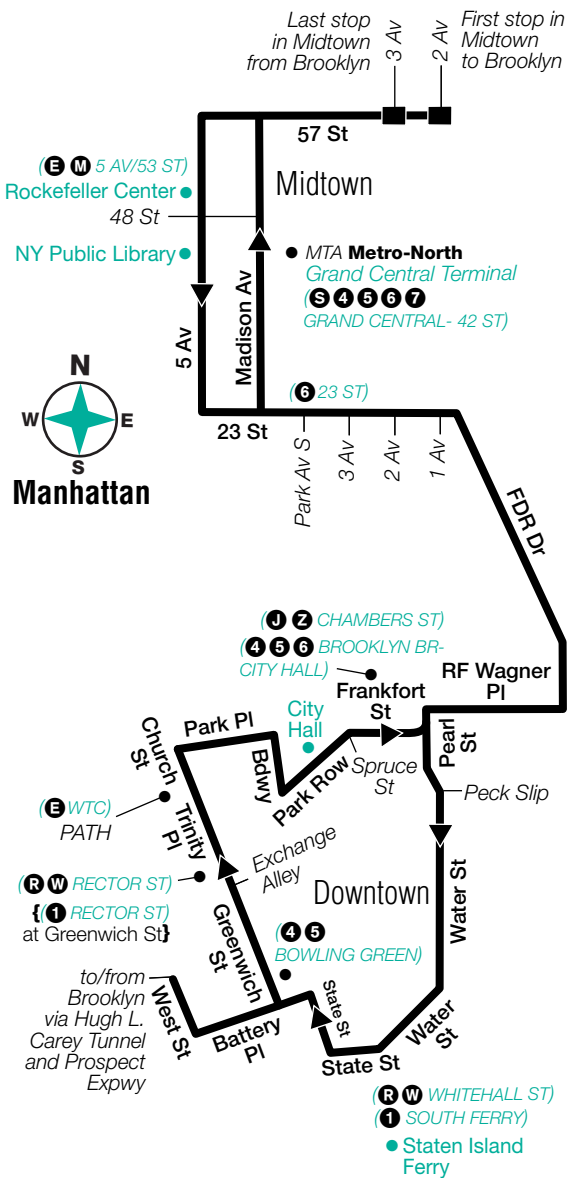 Last stop
in Midtown
from Brooklyn
3 Av
2 Av
First stop in
Midtown
to Brooklyn
57 St
(E M 5 AV/53 ST)
Rockefeller Center
48 St
NY Public Library
Midtown
MTA Metro-North
Grand Central Terminal
(S 4 5 6 7
GRAND CENTRAL- 42 ST)
5 Av
Madison Av
N
W
E
S
Manhattan
(6 23 ST)
23 St
Park Av S
3 Av
2 Av
1 Av
FDR Dr
(J Z CHAMBERS ST)
(4 5 6 BROOKLYN BR-
CITY HALL)
Frankfort
St
RF Wagner
Pl
City
Hall
Park Pl
Bdwy
Park Row
Spruce
St
Pearl
St
Peck Slip
Church
St
(E WTC)
PATH
Trinity
Pl
Exchange
Alley
Downtown
Water St
(R W RECTOR ST)
{(1 RECTOR ST)
at Greenwich St}
Greenwich
St
(4 5
BOWLING GREEN)
to/from
Brooklyn
via Hugh L.
Carey Tunnel
and Prospect
Expwy
West St
Battery
Pl
State St
State St
Water
St
(R W WHITEHALL ST)
(1 SOUTH FERRY)
Staten Island
Ferry